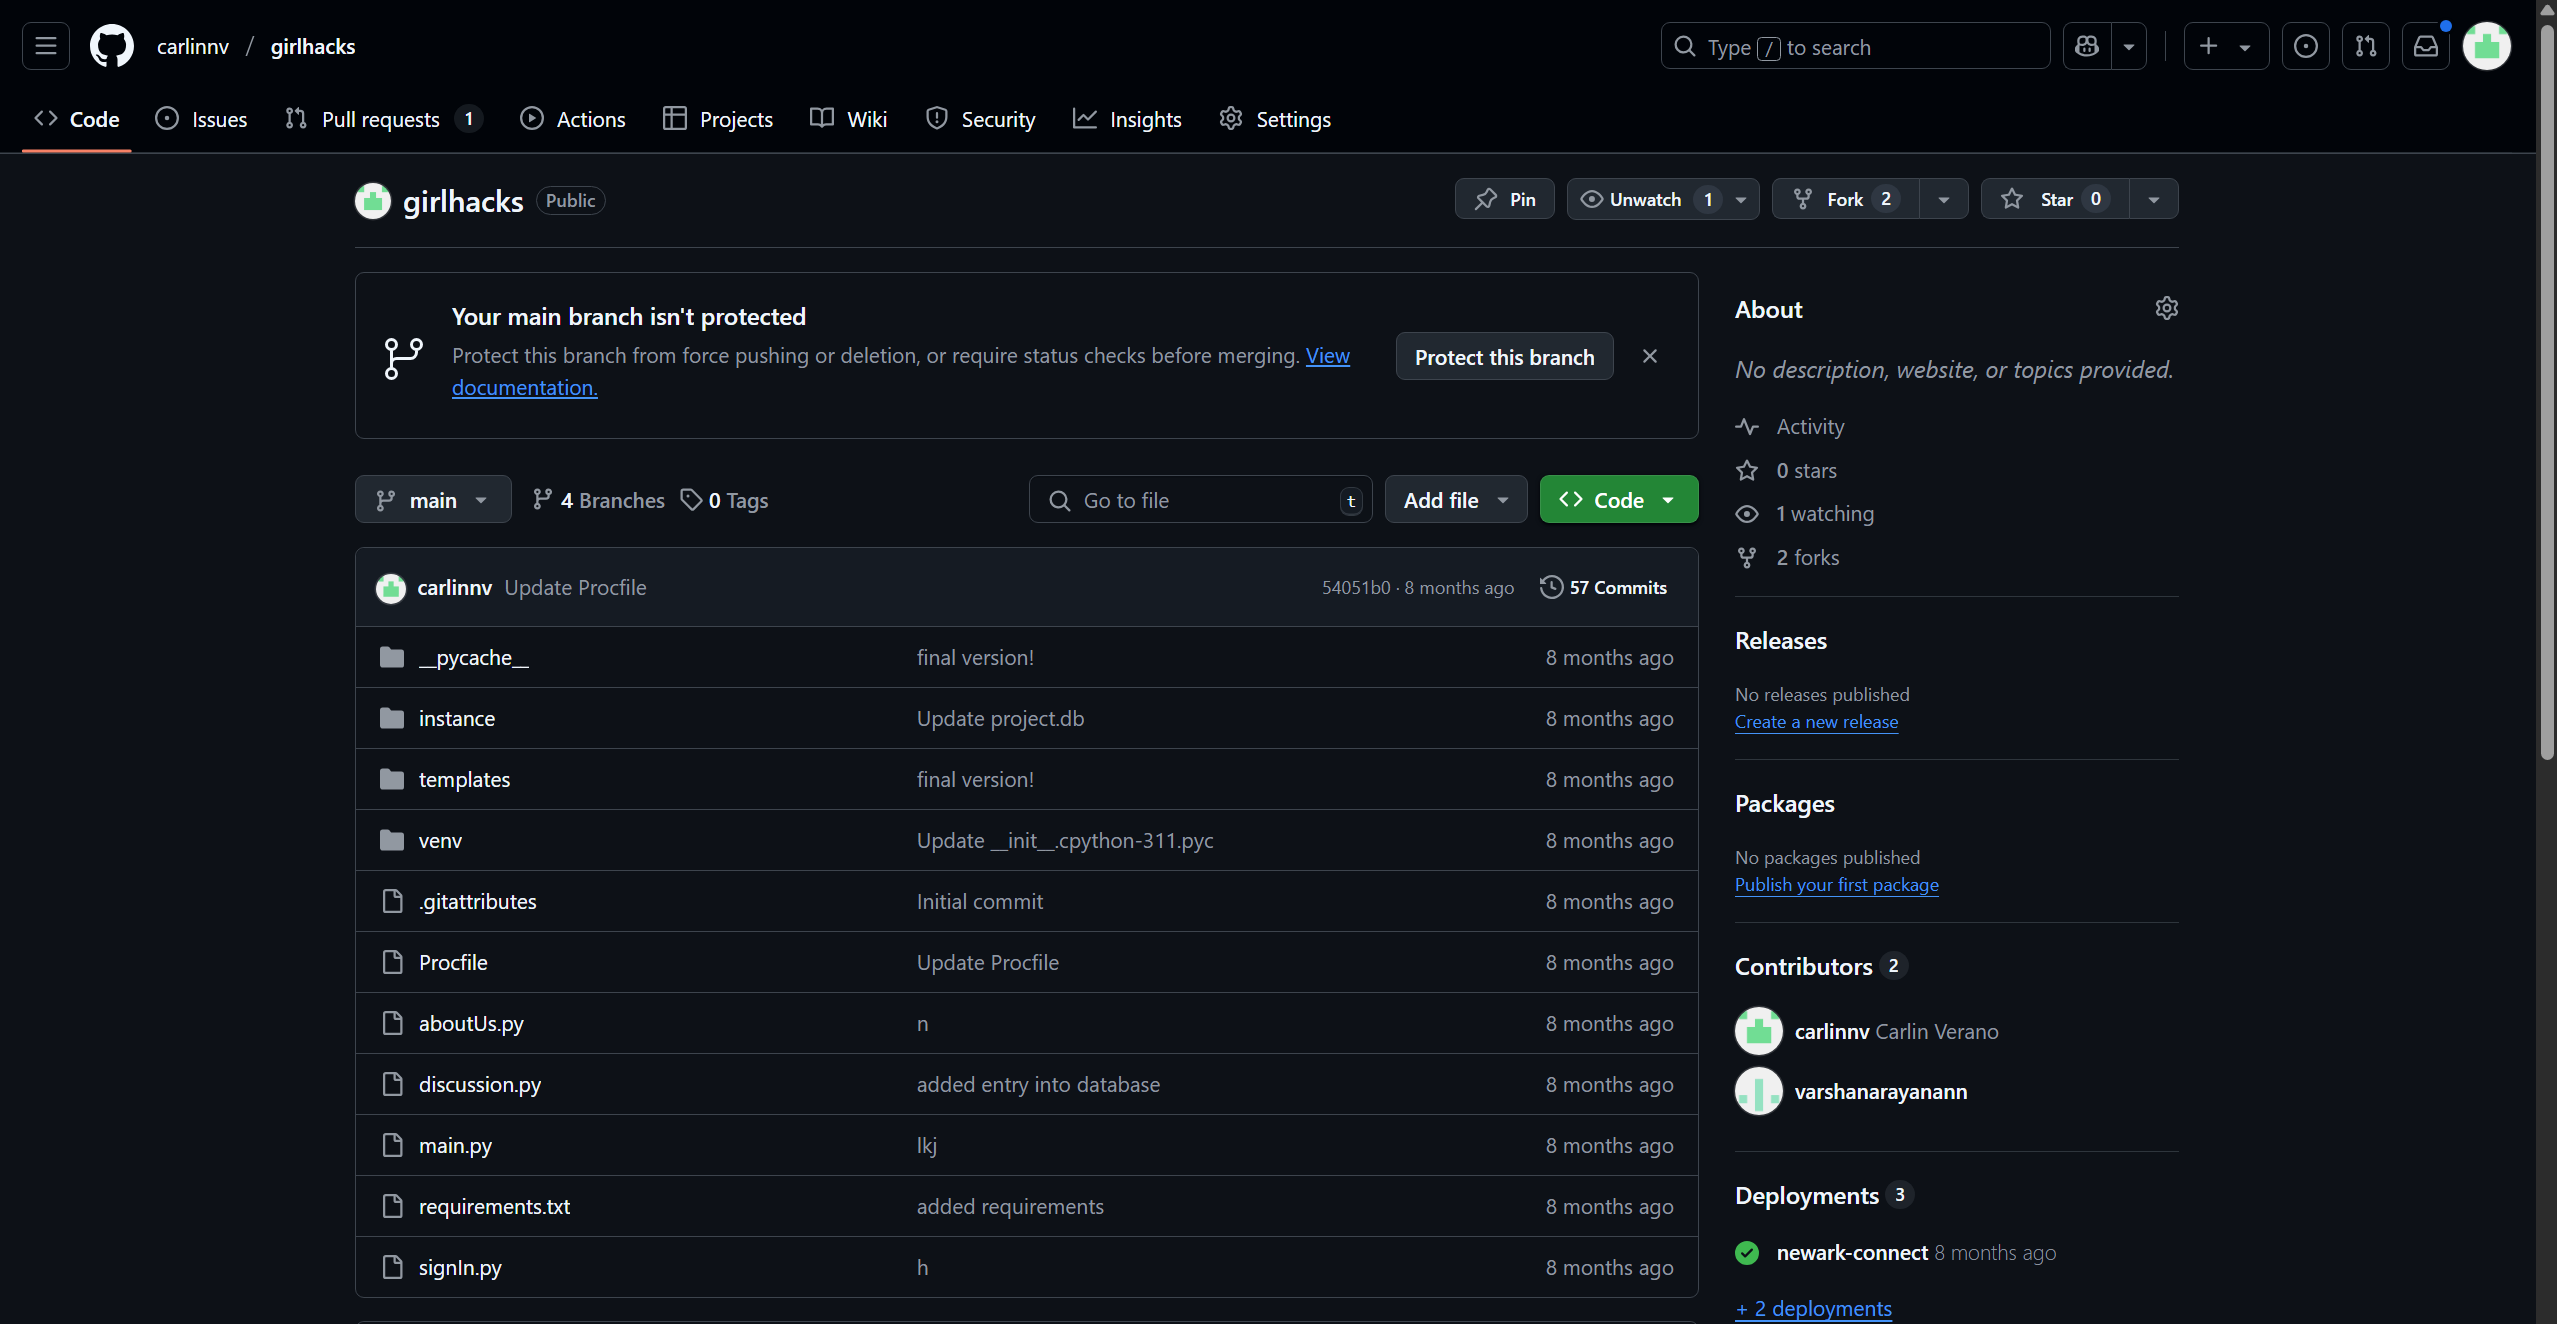 carlinnv / girlhacks
Type / to search
Code
Issues
Pull requests 1
Actions
Projects
Wiki
Security
Insights
Settings
girlhacks Public
Pin
Unwatch 1
Fork 2
Star 0
Your main branch isn't protected
Protect this branch from force pushing or deletion, or require status checks before merging. View
documentation.
Protect this branch
main
4 Branches
0 Tags
Go to file t
Add file
Code
carlinnv Update Procfile 54051b0 · 8 months ago 57 Commits
__pycache__ final version! 8 months ago
instance Update project.db 8 months ago
templates final version! 8 months ago
venv Update __init__.cpython-311.pyc 8 months ago
.gitattributes Initial commit 8 months ago
Procfile Update Procfile 8 months ago
aboutUs.py n 8 months ago
discussion.py added entry into database 8 months ago
main.py lkj 8 months ago
requirements.txt added requirements 8 months ago
signIn.py h 8 months ago
About
No description, website, or topics provided.
Activity
0 stars
1 watching
2 forks
Releases
No releases published
Create a new release
Packages
No packages published
Publish your first package
Contributors 2
carlinnv Carlin Verano
varshanarayanann
Deployments 3
newark-connect 8 months ago
+ 2 deployments